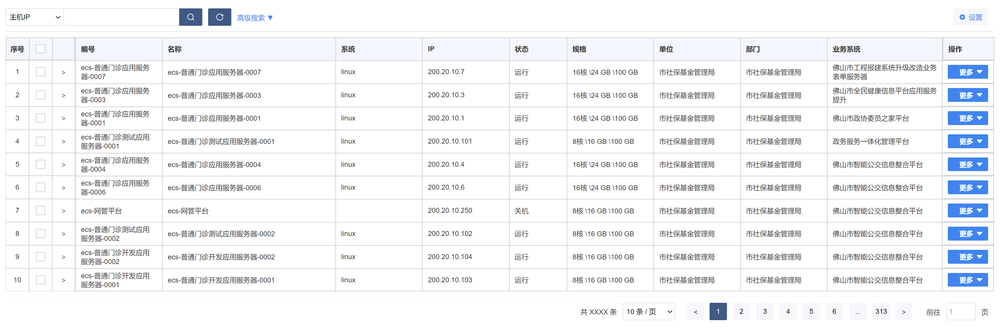 主机IP 高级搜索 ▼ 设置
序号 编号 名称 系统 IP 状态 规格 单位 部门 业务系统 操作
1 > ecs-普通门诊应用服务器-0007 ecs-普通门诊应用服务器-0007 linux 200.20.10.7 运行 16核 \24 GB \100 GB 市社保基金管理局 市社保基金管理局 佛山市工程报建系统升级改造业务表单服务器 更多
2 > ecs-普通门诊应用服务器-0003 ecs-普通门诊应用服务器-0003 linux 200.20.10.3 运行 16核 \24 GB \100 GB 市社保基金管理局 市社保基金管理局 佛山市全民健康信息平台应用服务提升 更多
3 > ecs-普通门诊应用服务器-0001 ecs-普通门诊应用服务器-0001 linux 200.20.10.1 运行 16核 \24 GB \100 GB 市社保基金管理局 市社保基金管理局 佛山市政协委员之家平台 更多
4 > ecs-普通门诊测试应用服务器-0001 ecs-普通门诊测试应用服务器-0001 linux 200.20.10.101 运行 8核 \16 GB \100 GB 市社保基金管理局 市社保基金管理局 政务服务一体化管理平台 更多
5 > ecs-普通门诊应用服务器-0004 ecs-普通门诊应用服务器-0004 linux 200.20.10.4 运行 16核 \24 GB \100 GB 市社保基金管理局 市社保基金管理局 佛山市智能公交信息整合平台 更多
6 > ecs-普通门诊应用服务器-0006 ecs-普通门诊应用服务器-0006 linux 200.20.10.6 运行 16核 \24 GB \100 GB 市社保基金管理局 市社保基金管理局 佛山市智能公交信息整合平台 更多
7 > ecs-网管平台 ecs-网管平台 200.20.10.250 关机 8核 \16 GB \100 GB 市社保基金管理局 市社保基金管理局 佛山市智能公交信息整合平台 更多
8 > ecs-普通门诊测试应用服务器-0002 ecs-普通门诊测试应用服务器-0002 linux 200.20.10.102 运行 8核 \16 GB \100 GB 市社保基金管理局 市社保基金管理局 佛山市智能公交信息整合平台 更多
9 > ecs-普通门诊开发应用服务器-0002 ecs-普通门诊开发应用服务器-0002 linux 200.20.10.104 运行 8核 \16 GB \100 GB 市社保基金管理局 市社保基金管理局 佛山市智能公交信息整合平台 更多
10 > ecs-普通门诊开发应用服务器-0001 ecs-普通门诊开发应用服务器-0001 linux 200.20.10.103 运行 8核 \16 GB \100 GB 市社保基金管理局 市社保基金管理局 佛山市智能公交信息整合平台 更多
共 XXXX 条 10 条 / 页 < 1 2 3 4 5 6 ... 313 > 前往 1 页